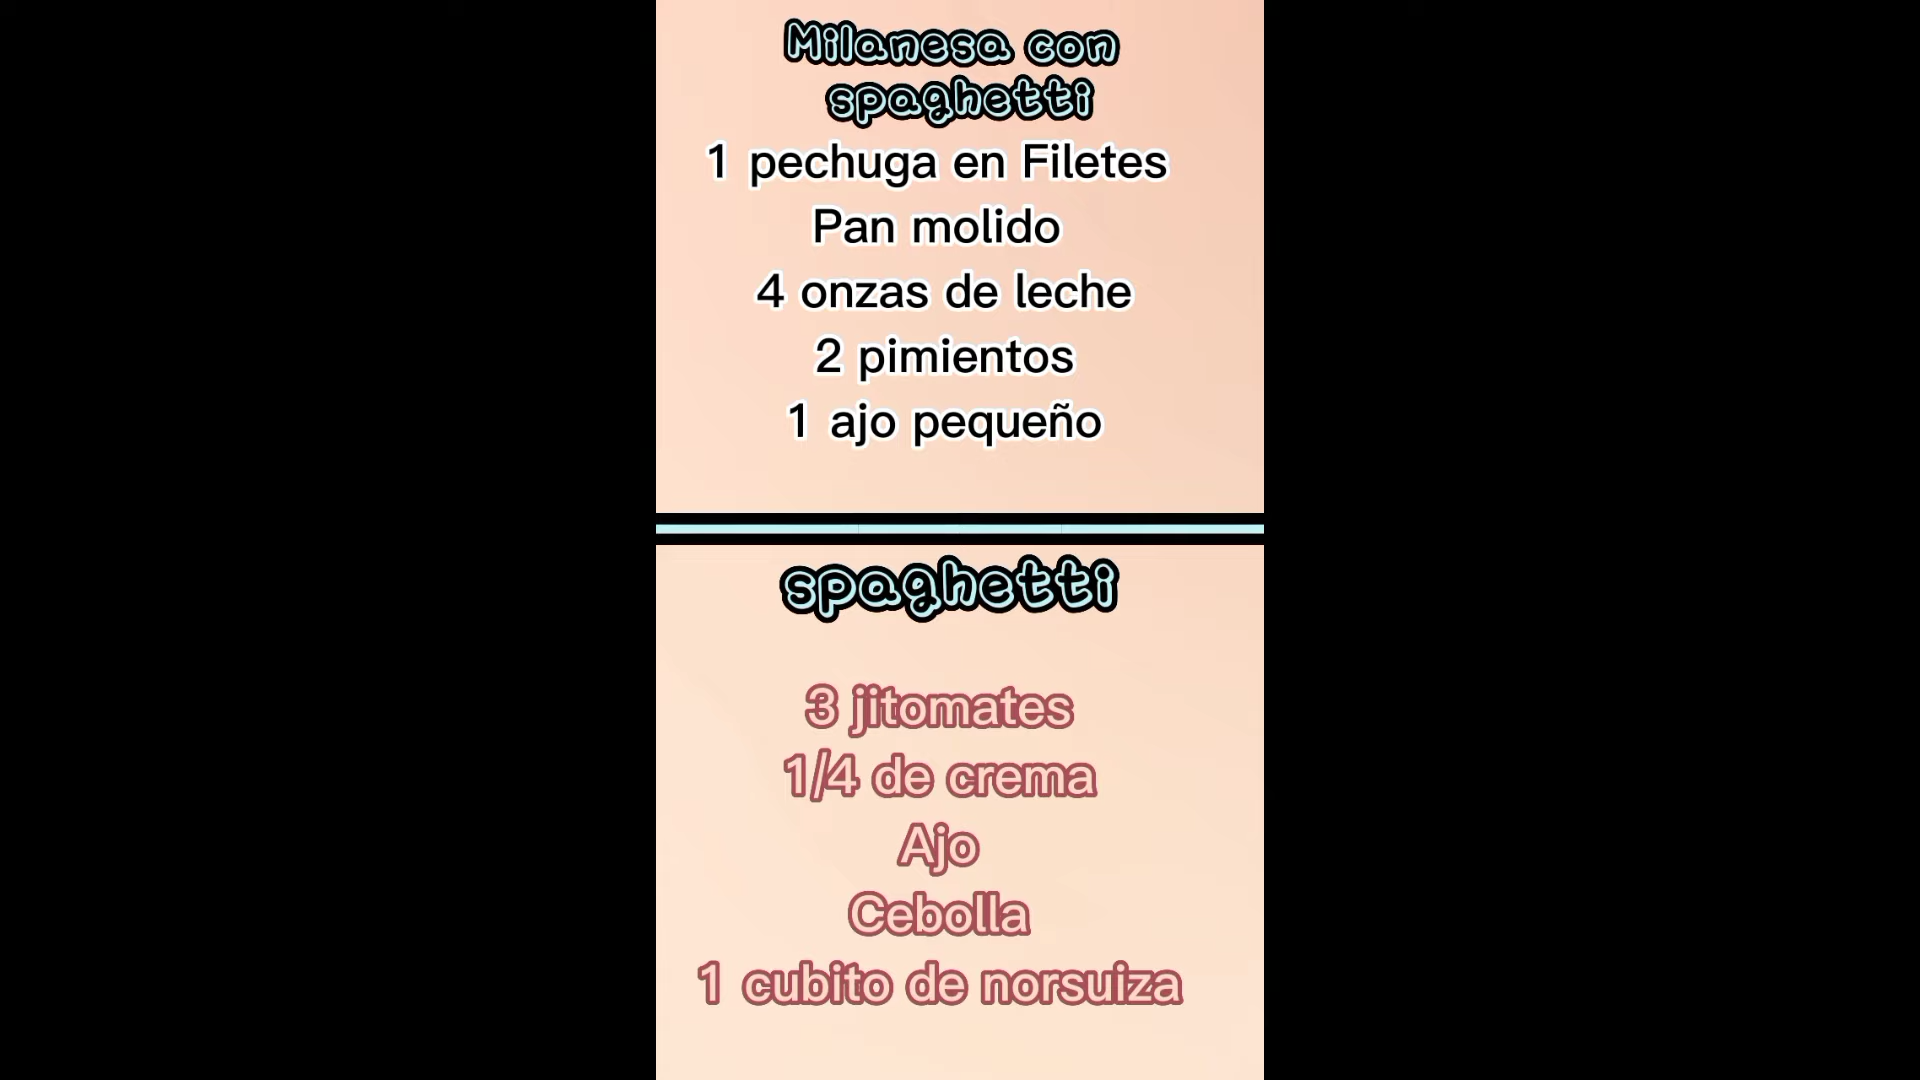 Milanesa con
spaghetti
1 pechuga en Filetes
Pan molido
4 onzas de leche
2 pimientos
1 ajo pequeño
spaghetti
3 jitomates
1/4 de crema
Ajo
Cebolla
1 cubito de norsuiza